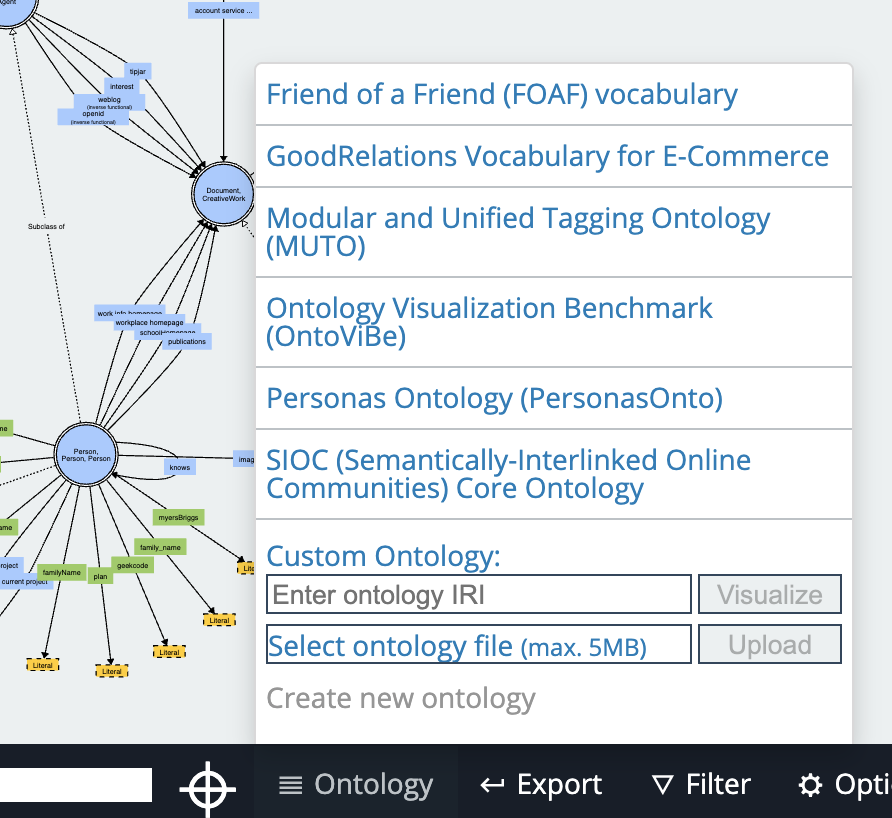 Agent
account service ...
tipjar
interest
weblog
(inverse functional)
openid
(inverse functional)
Document,
CreativeWork
Subclass of
work info homepage
workplace homepage
schoolHomepage
publications
Person,
Person, Person
knows
imag
myersBriggs
family_name
geekcode
plan
familyName
current project
Literal
Literal
Literal
Literal
Friend of a Friend (FOAF) vocabulary
GoodRelations Vocabulary for E-Commerce
Modular and Unified Tagging Ontology
(MUTO)
Ontology Visualization Benchmark
(OntoViBe)
Personas Ontology (PersonasOnto)
SIOC (Semantically-Interlinked Online
Communities) Core Ontology
Custom Ontology:
Enter ontology IRI Visualize
Select ontology file (max. 5MB) Upload
Create new ontology
Ontology Export Filter Opti